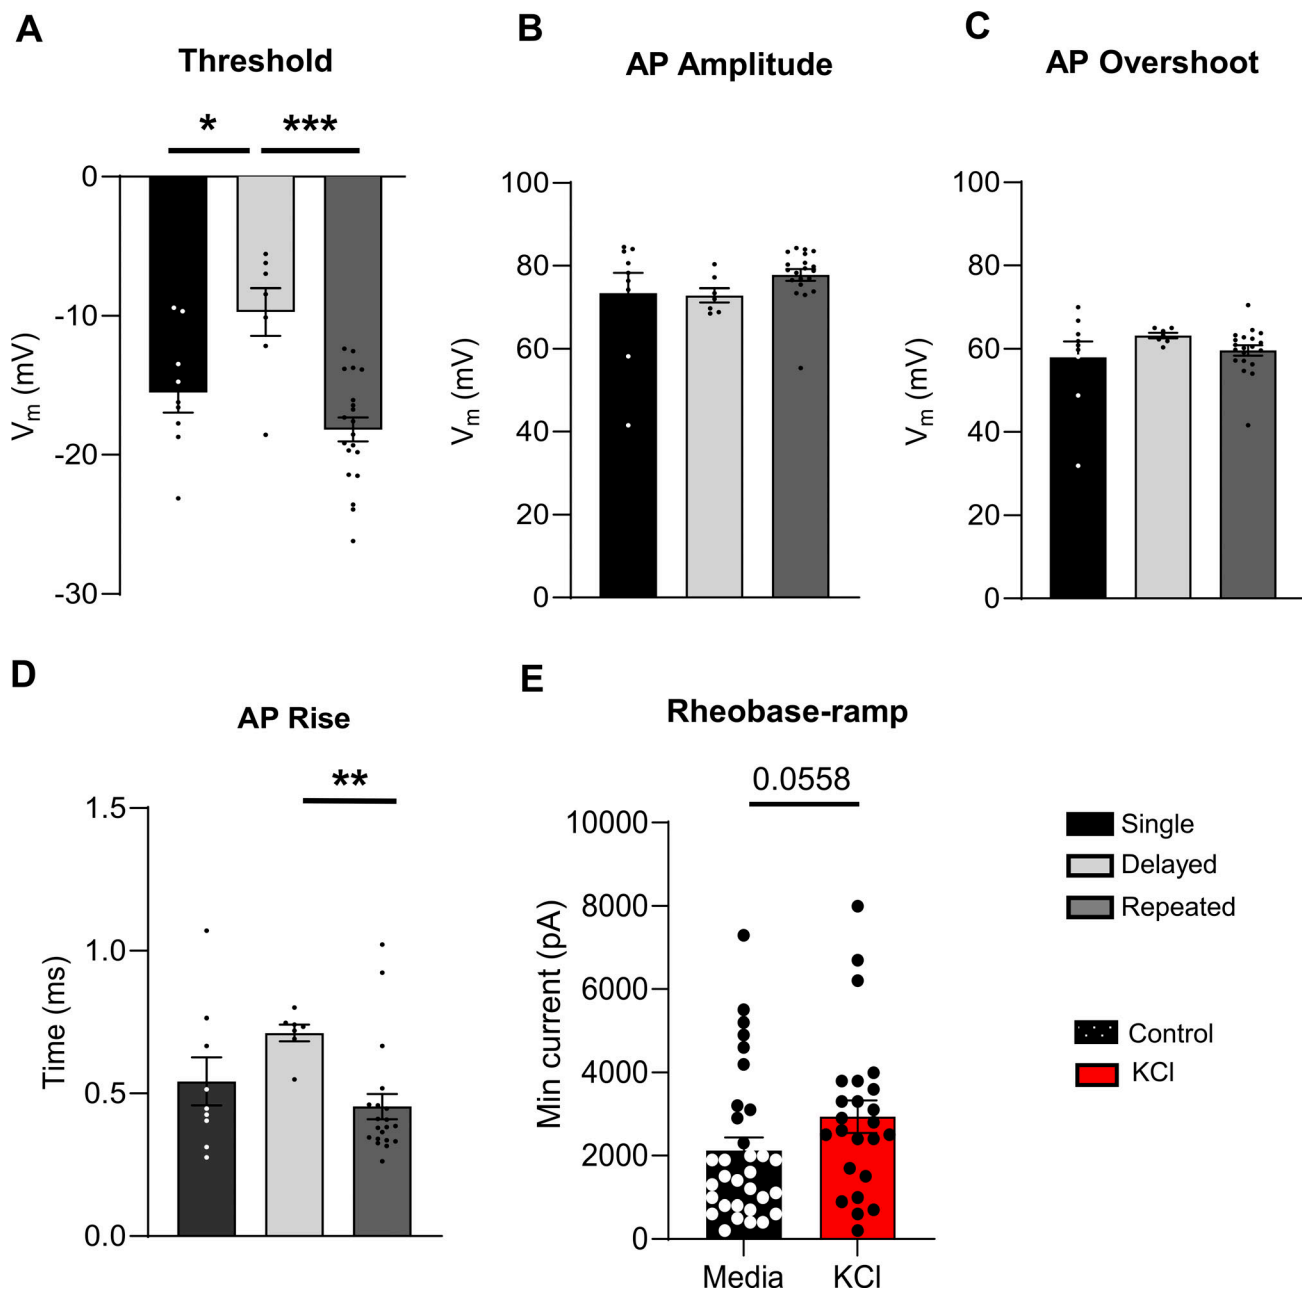 A
Threshold
* ***
0
-10
-20
-30
Vm (mV)
B
AP Amplitude
100
80
60
40
20
0
Vm (mV)
C
AP Overshoot
100
80
60
40
20
0
Vm (mV)
D
AP Rise
**
1.5
1.0
0.5
0.0
Time (ms)
E
Rheobase-ramp
0.0558
10000
8000
6000
4000
2000
0
Min current (pA)
Media KCl
Single
Delayed
Repeated
Control
KCl